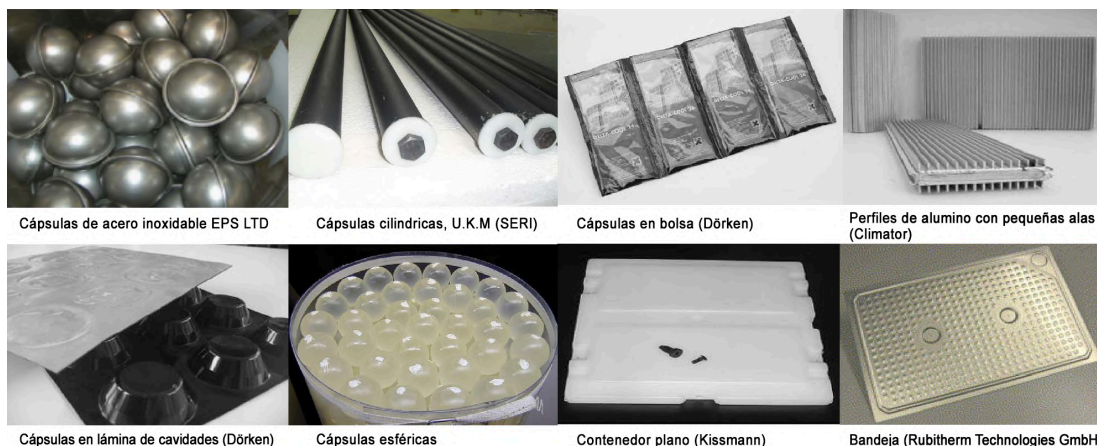 Cápsulas de acero inoxidable EPS LTD
Cápsulas cilindricas, U.K.M (SERI)
Cápsulas en bolsa (Dörken)
Perfiles de alumino con pequeñas alas
(Climator)
Cápsulas en lámina de cavidades (Dörken)
Cápsulas esféricas
Contenedor plano (Kissmann)
Bandeja (Rubitherm Technologies GmbH